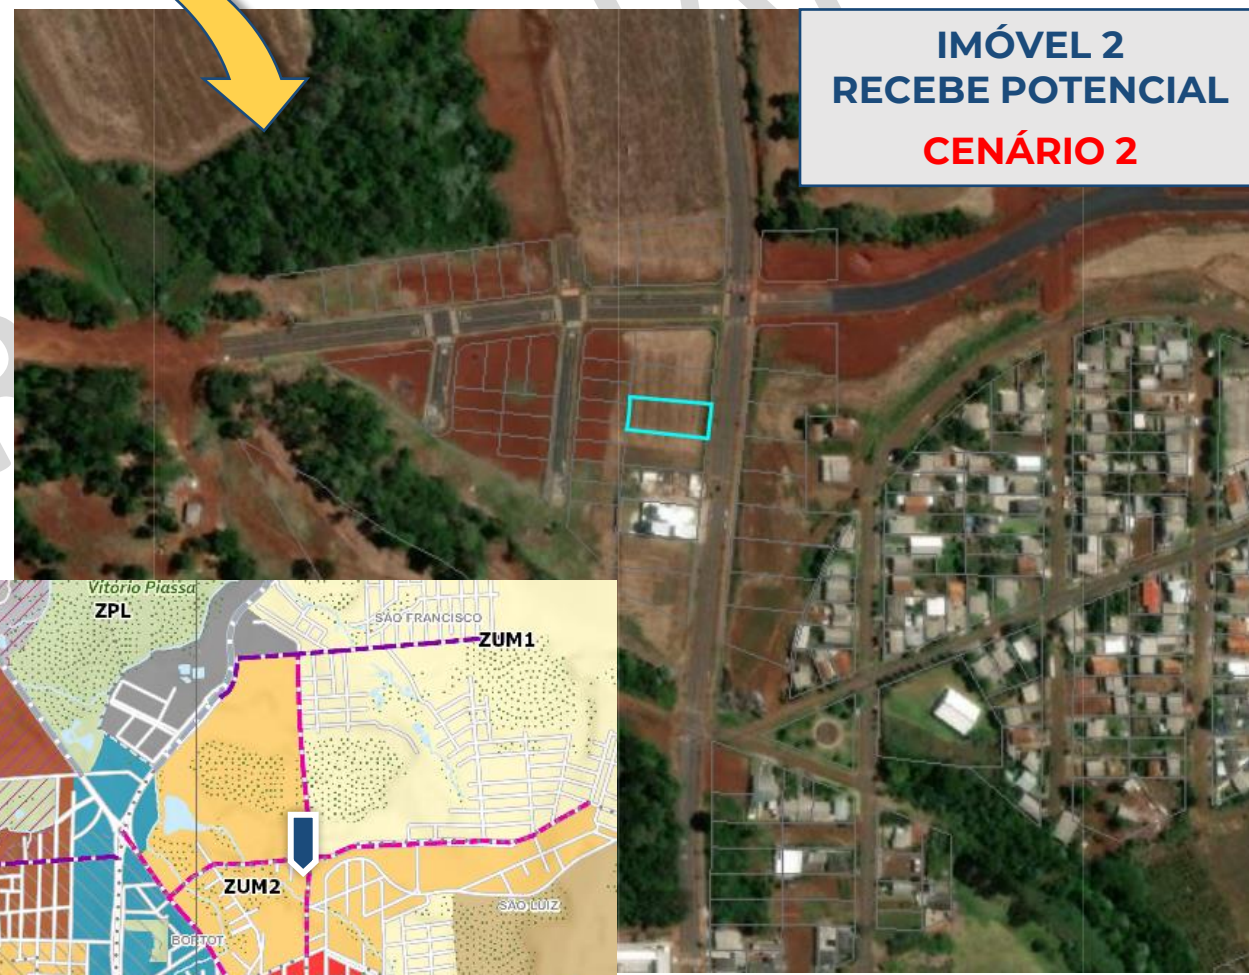 IMÓVEL 2
RECEBE POTENCIAL
CENÁRIO 2
Vitório Piassa
ZPL
SÃO FRANCISCO
ZUM1
ZUM2
SÃO LUIZ
BORTOT